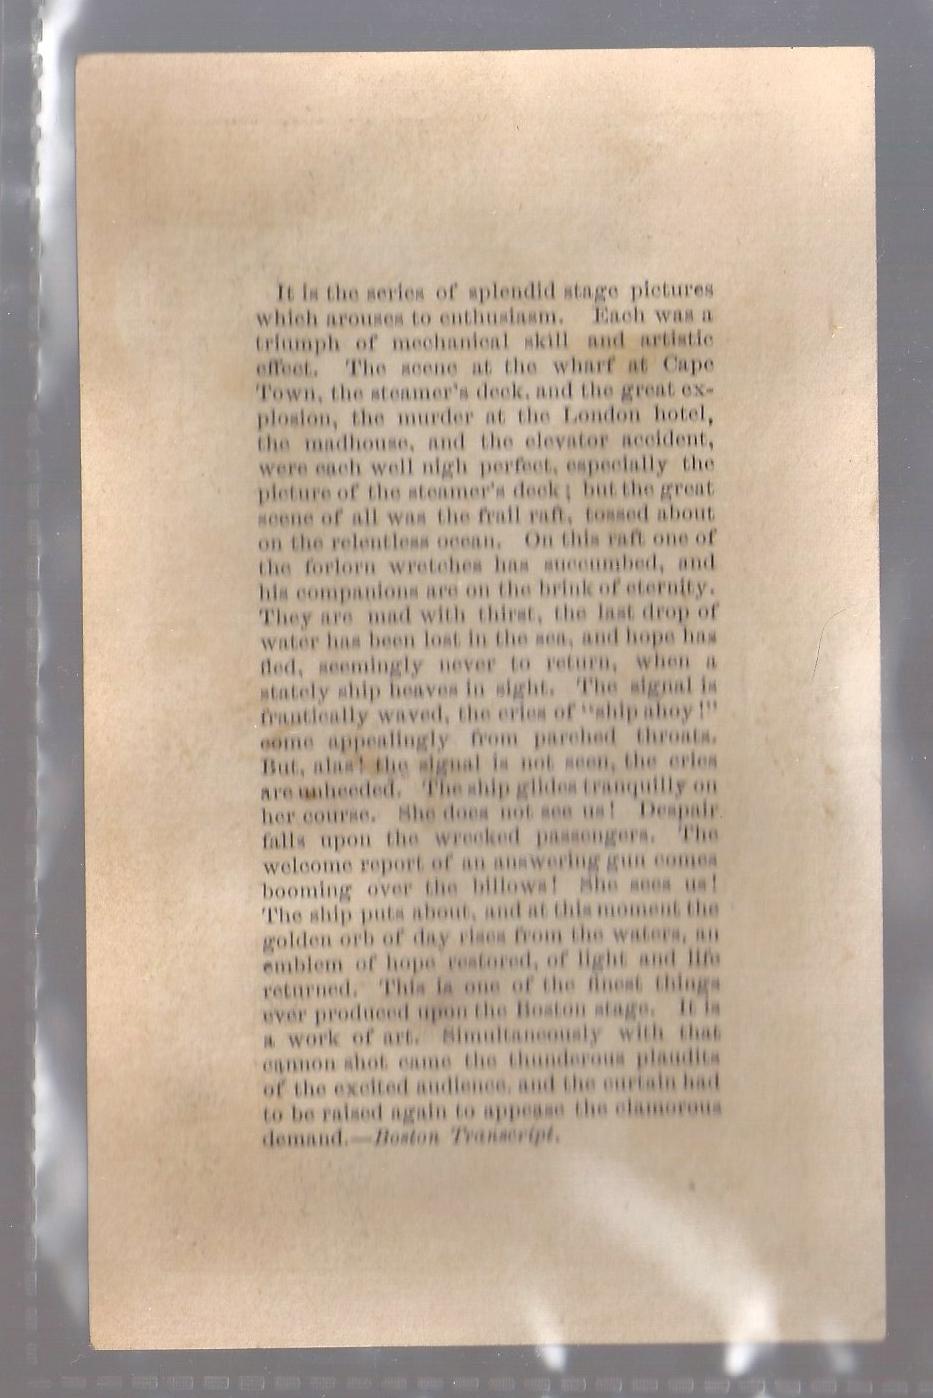 It is the series of splendid stage pictures
which arouses to enthusiasm. Each was a
triumph of mechanical skill and artistic
effect. The scene at the wharf at Cape
Town, the steamer's deck, and the great ex-
plosion, the murder at the London hotel,
the madhouse, and the elevator accident,
were each well nigh perfect, especially the
picture of the steamer's deck; but the great
scene of all was the frail raft, tossed about
on the relentless ocean. On this raft one of
the forlorn wretches has succumbed, and
his companions are on the brink of eternity.
They are mad with thirst, the last drop of
water has been lost in the sea, and hope has
fled, seemingly never to return, when a
stately ship heaves in sight. The signal is
frantically waved, the cries of "ship ahoy!"
come appealingly from parched throats.
But, alas! the signal is not seen, the cries
are unheeded. The ship glides tranquilly on
her course. She does not see us! Despair
falls upon the wrecked passengers. The
welcome report of an answering gun comes
booming over the billows! She sees us!
The ship puts about, and at this moment the
golden orb of day rises from the waters, an
emblem of hope restored, of light and life
returned. This is one of the finest things
ever produced upon the Boston stage. It is
a work of art. Simultaneously with that
cannon shot came the thunderous plaudits
of the excited audience, and the curtain had
to be raised again to appease the clamorous
demand.—Boston Transcript.